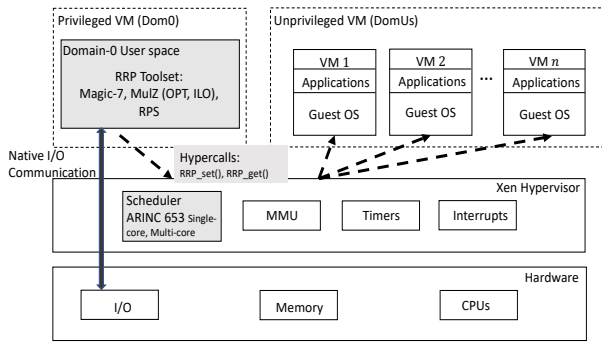 Privileged VM (Dom0)
Unprivileged VM (DomUs)
Domain-0 User space
RRP Toolset:
Magic-7, MulZ (OPT, ILO),
RPS
VM 1
Applications
Guest OS
VM 2
Applications
Guest OS
...
VM n
Applications
Guest OS
Native I/O
Communication
Hypercalls:
RRP_set(), RRP_get()
Xen Hypervisor
Scheduler
ARINC 653 Single-
core, Multi-core
MMU
Timers
Interrupts
Hardware
I/O
Memory
CPUs